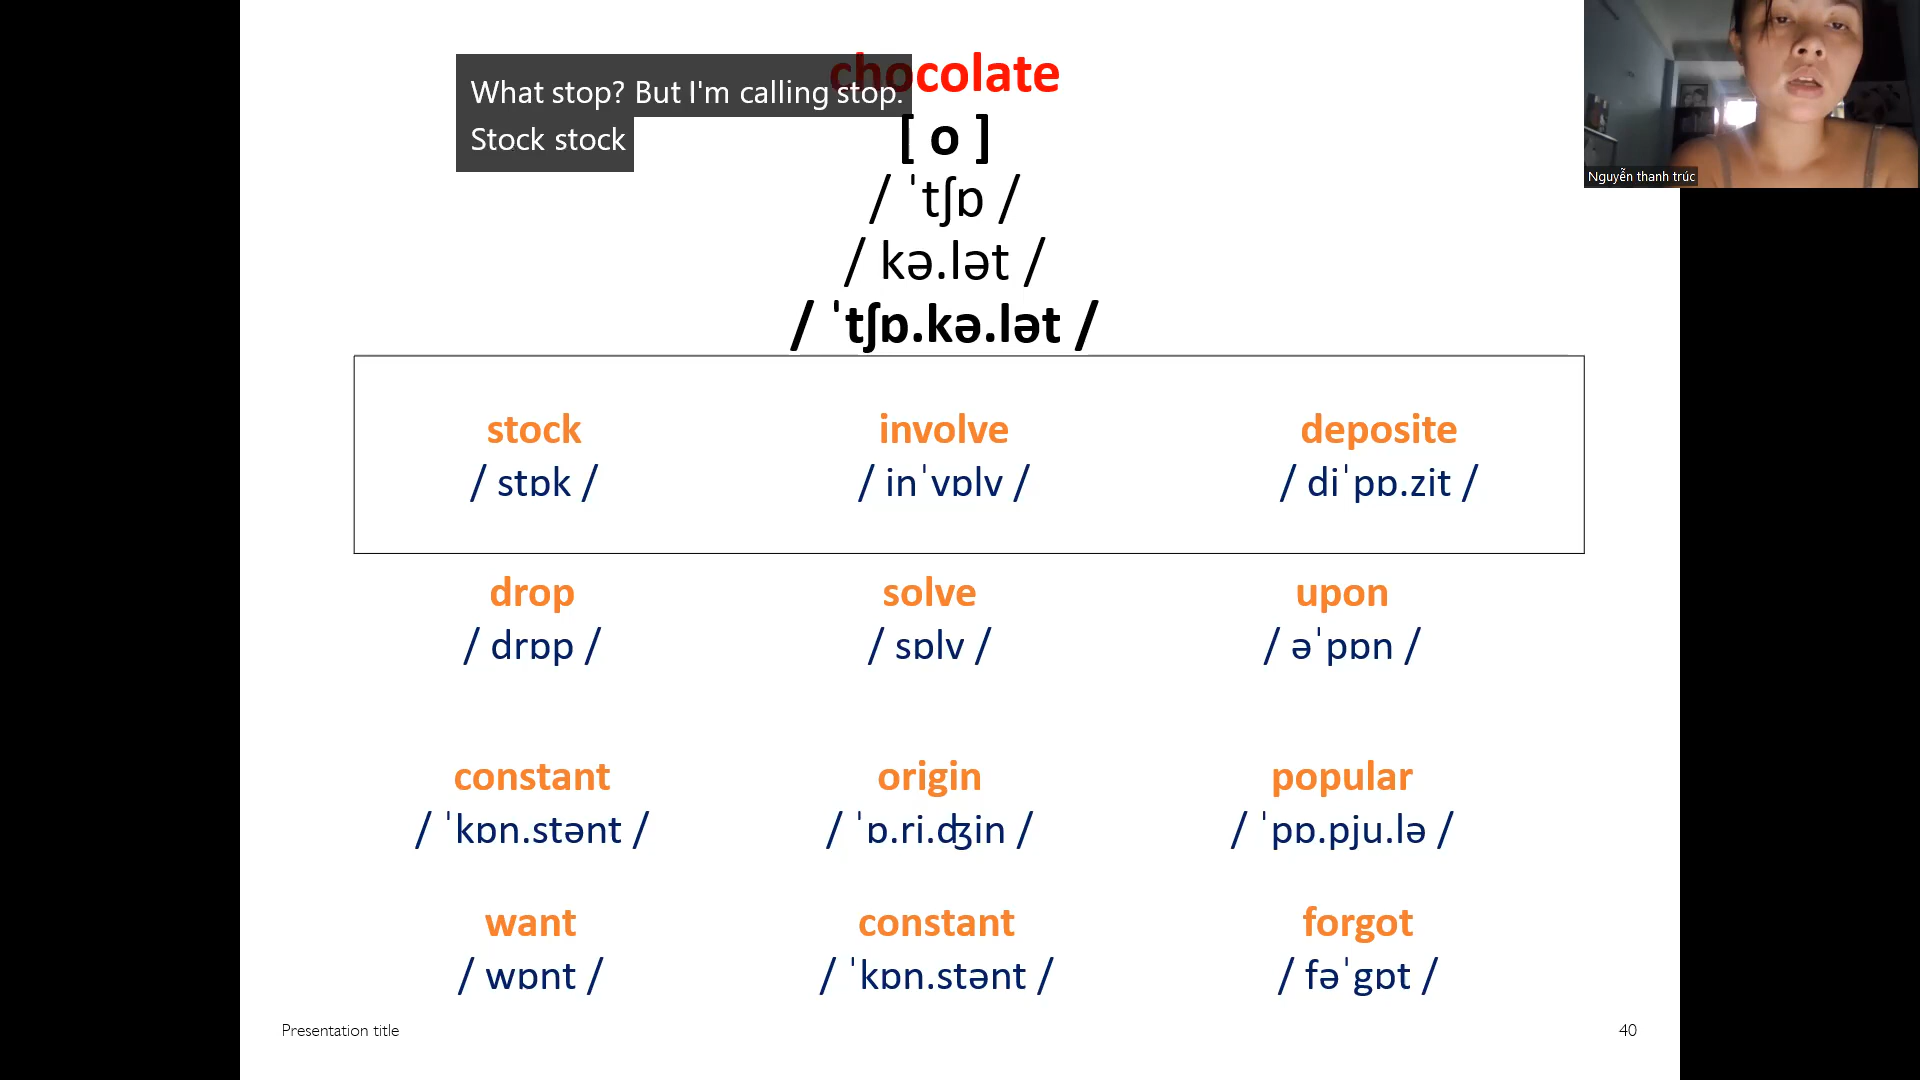 What stop? But I'm calling stop.
Stock stock
chocolate
[ o ]
/ ˈtʃɒ /
/ kə.lət /
/ ˈtʃɒ.kə.lət /
Nguyễn thanh trúc
stock involve deposite
/ stɒk / / inˈvɒlv / / diˈpɒ.zit /
drop solve upon
/ drɒp / / sɒlv / / əˈpɒn /
constant origin popular
/ ˈkɒn.stənt / / ˈɒ.ri.ʤin / / ˈpɒ.pju.lə /
want constant forgot
/ wɒnt / / ˈkɒn.stənt / / fəˈgɒt /
Presentation title 40